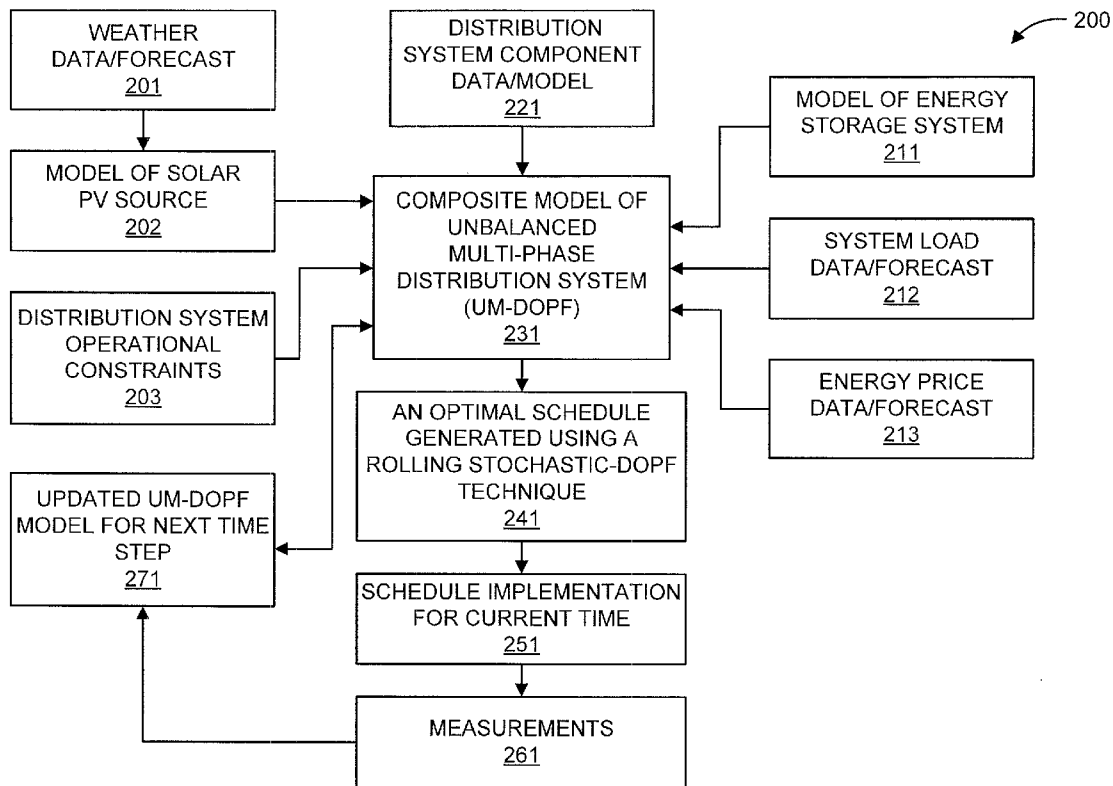 200
WEATHER
DATA/FORECAST
201
DISTRIBUTION
SYSTEM COMPONENT
DATA/MODEL
221
MODEL OF ENERGY
STORAGE SYSTEM
211
MODEL OF SOLAR
PV SOURCE
202
COMPOSITE MODEL OF
UNBALANCED
MULTI-PHASE
DISTRIBUTION SYSTEM
(UM-DOPF)
231
SYSTEM LOAD
DATA/FORECAST
212
DISTRIBUTION SYSTEM
OPERATIONAL
CONSTRAINTS
203
ENERGY PRICE
DATA/FORECAST
213
AN OPTIMAL SCHEDULE
GENERATED USING A
ROLLING STOCHASTIC-DOPF
TECHNIQUE
241
UPDATED UM-DOPF
MODEL FOR NEXT TIME
STEP
271
SCHEDULE IMPLEMENTATION
FOR CURRENT TIME
251
MEASUREMENTS
261